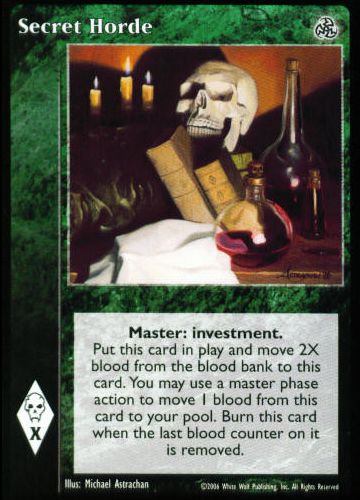 Secret Horde
Master: investment.
Put this card in play and move 2X
blood from the blood bank to this
card. You may use a master phase
action to move 1 blood from this
card to your pool. Burn this card
when the last blood counter on it
is removed.
X
Illus: Michael Astrachan
©2006 White Wolf Publishing, Inc. All Rights Reserved.